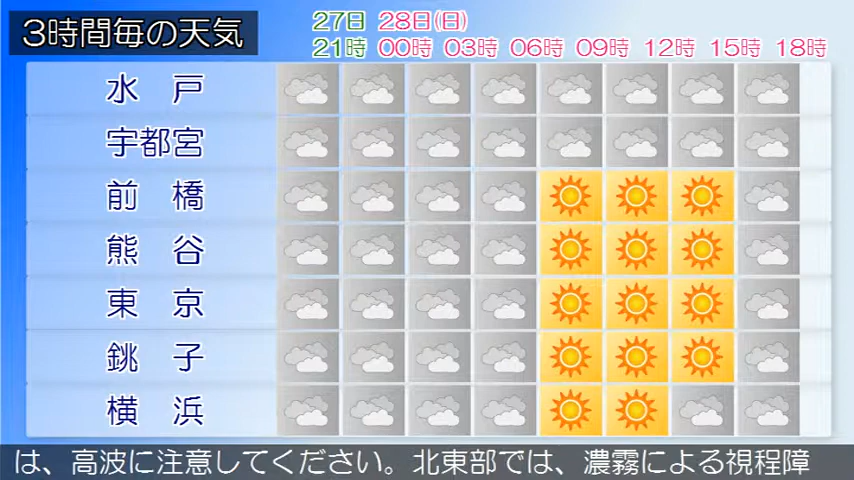 3時間毎の天気
27日 28日(日)
21時 00時 03時 06時 09時 12時 15時 18時
水戸
宇都宮
前橋
熊谷
東京
銚子
横浜
は、高波に注意してください。北東部では、濃霧による視程障